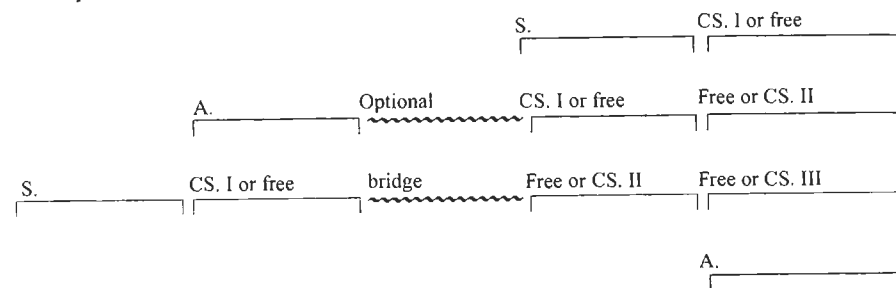 S. CS. I or free
A. Optional CS. I or free Free or CS. II
S. CS. I or free bridge Free or CS. II Free or CS. III
A.